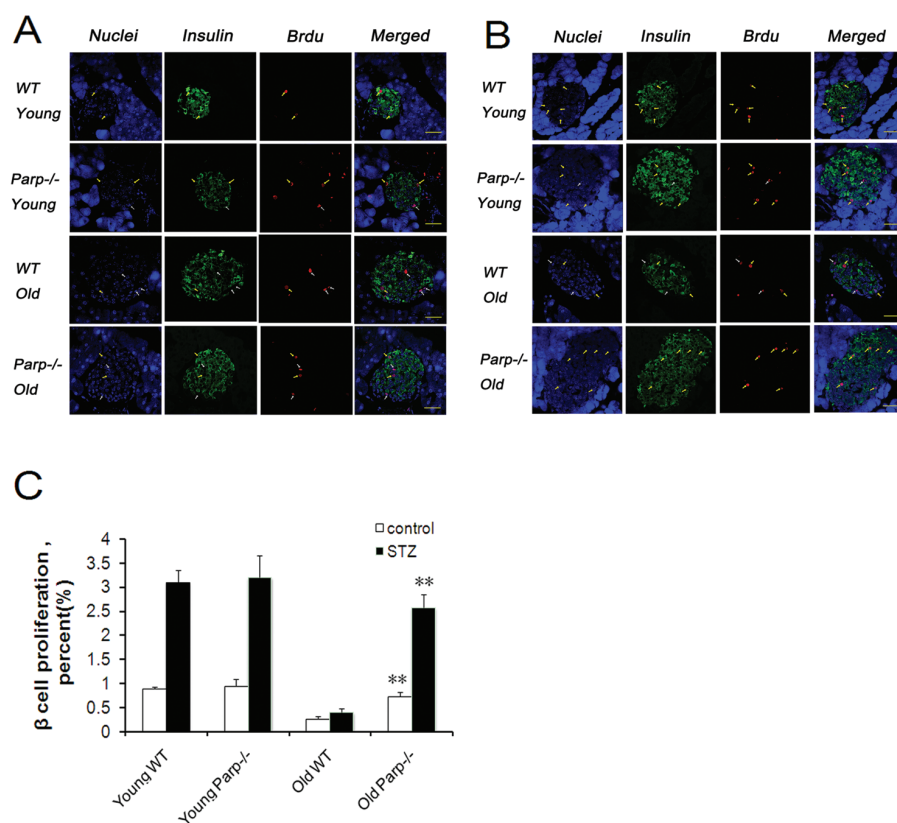 A
Nuclei Insulin Brdu Merged
WT
Young
Parp-/-
Young
WT
Old
Parp-/-
Old
B
Nuclei Insulin Brdu Merged
WT
Young
Parp-/-
Young
WT
Old
Parp-/-
Old
C
β cell proliferation ,
percent(%)
4
3.5
3
2.5
2
1.5
1
0.5
0
control
STZ
**
**
Young WT
Young Parp-/-
Old WT
Old Parp-/-